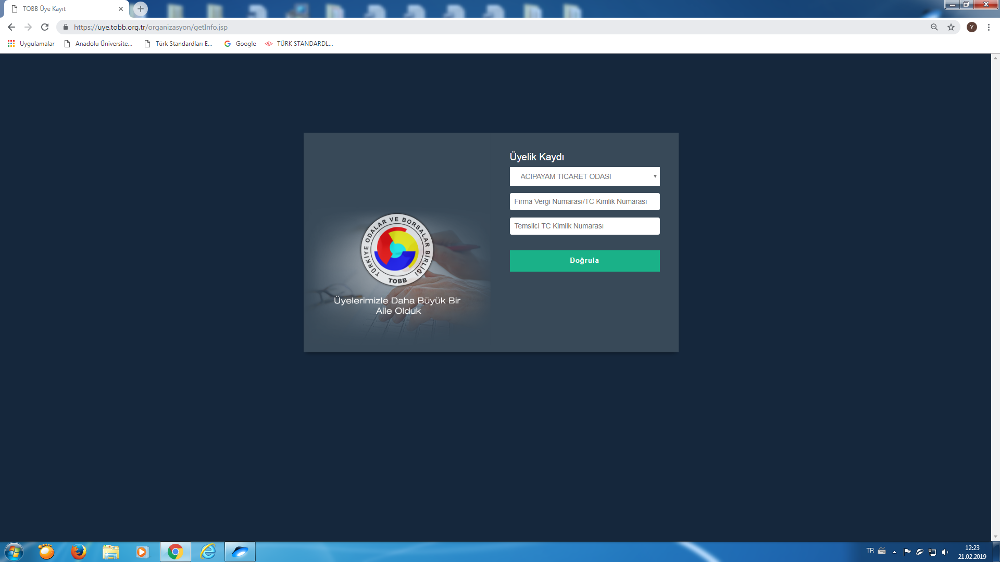 TOBB Üye Kayıt
https://uye.tobb.org.tr/organizasyon/getInfo.jsp
Y
Uygulamalar
Anadolu Üniversite...
Türk Standardları E...
Google
TÜRK STANDARDL...
Üyelik Kaydı
ACIPAYAM TİCARET ODASI
Firma Vergi Numarası/TC Kimlik Numarası
Temsilci TC Kimlik Numarası
Doğrula
TÜRKİYE ODALAR VE BORSALAR BİRLİĞİ
TOBB
Üyelerimizle Daha Büyük Bir
Aile Olduk
TR
12:23
21.02.2019